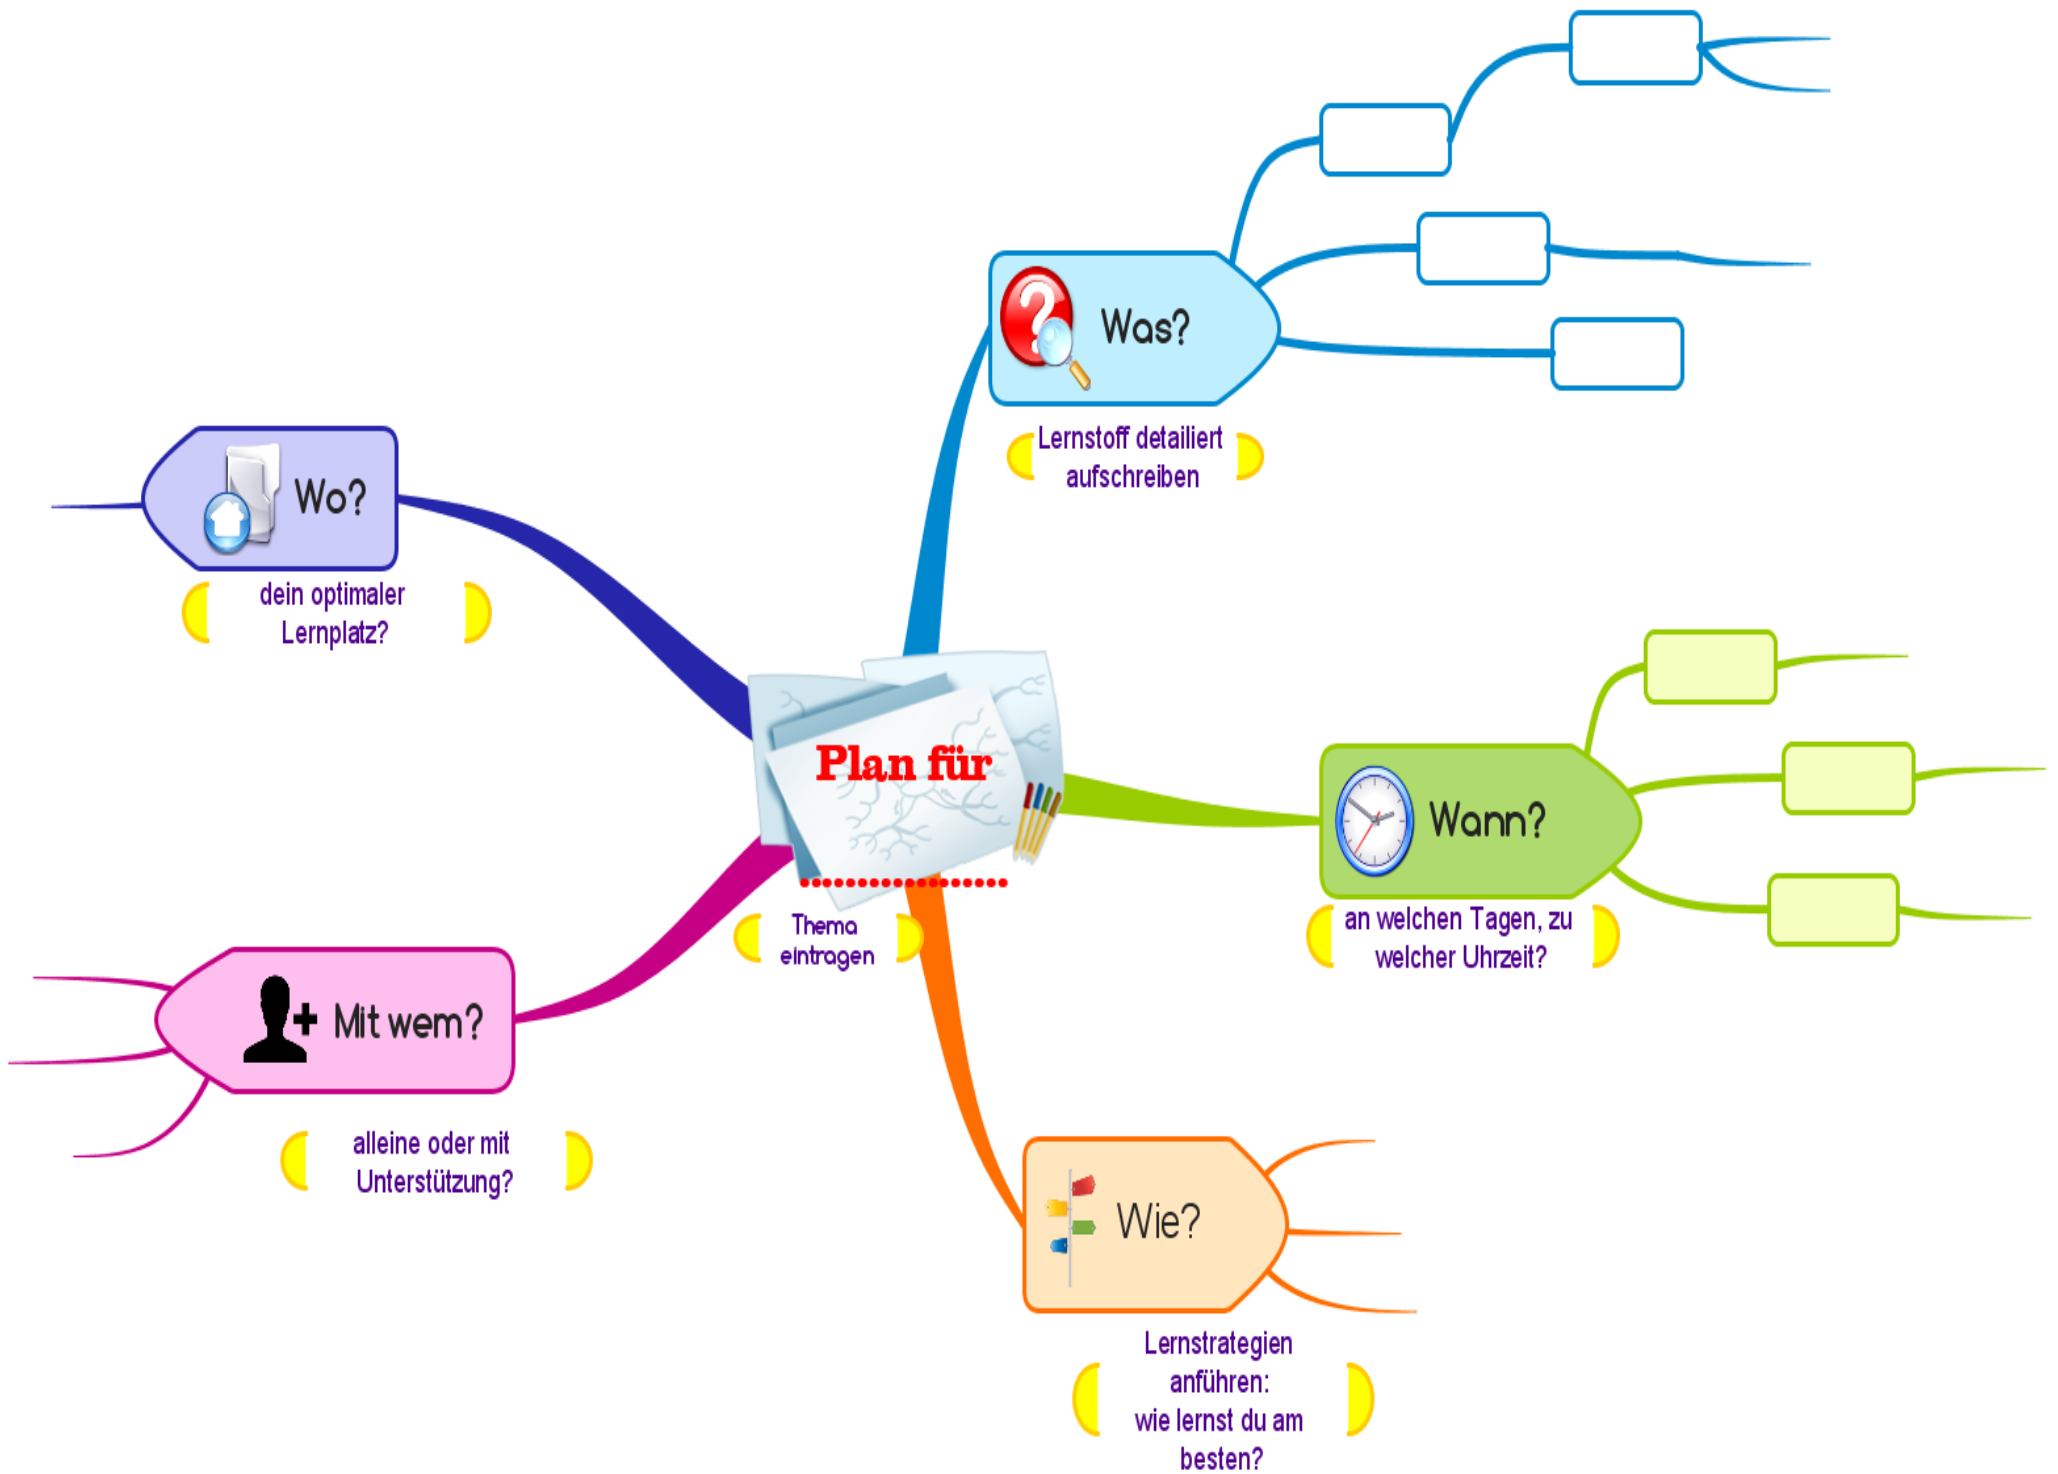 Was?
Lernstoff detailiert
aufschreiben
Wo?
dein optimaler
Lernplatz?
Plan für
Thema
eintragen
Wann?
an welchen Tagen, zu
welcher Uhrzeit?
Mit wem?
alleine oder mit
Unterstützung?
Wie?
Lernstrategien
anführen:
wie lernst du am
besten?